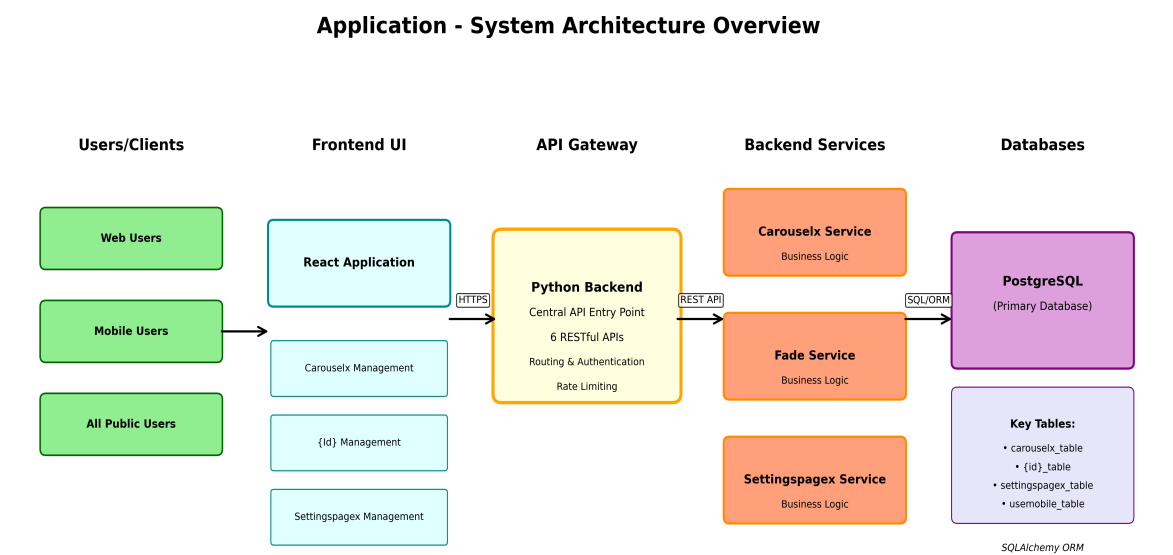 Application - System Architecture Overview
Users/Clients
Frontend UI
API Gateway
Backend Services
Databases
Web Users
Mobile Users
All Public Users
React Application
Carouselx Management
{Id} Management
Settingspagex Management
HTTPS
Python Backend
Central API Entry Point
6 RESTful APIs
Routing & Authentication
Rate Limiting
REST API
Carouselx Service
Business Logic
Fade Service
Business Logic
Settingspagex Service
Business Logic
SQL/ORM
PostgreSQL
(Primary Database)
Key Tables:
• carouselx_table
• {id}_table
• settingspagex_table
• usemobile_table
SQLAlchemy ORM